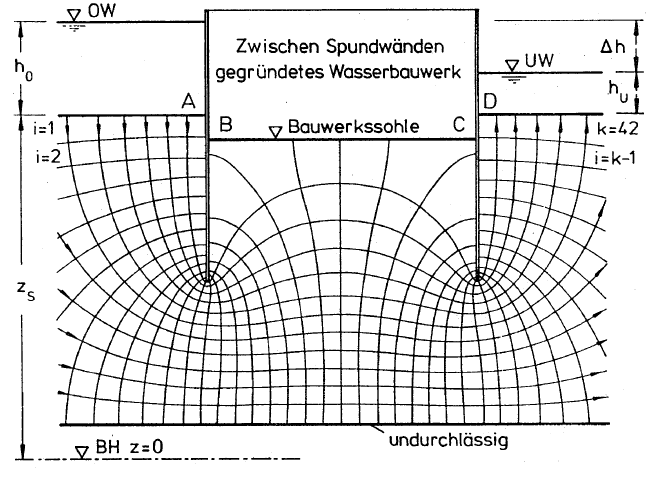 OW
Zwischen Spundwänden
gegründetes Wasserbauwerk
Δh
UW
h₀
hᵤ
A
D
i=1
B
Bauwerkssohle
C
k=42
i=2
i=k-1
zₛ
undurchlässig
BH z=0